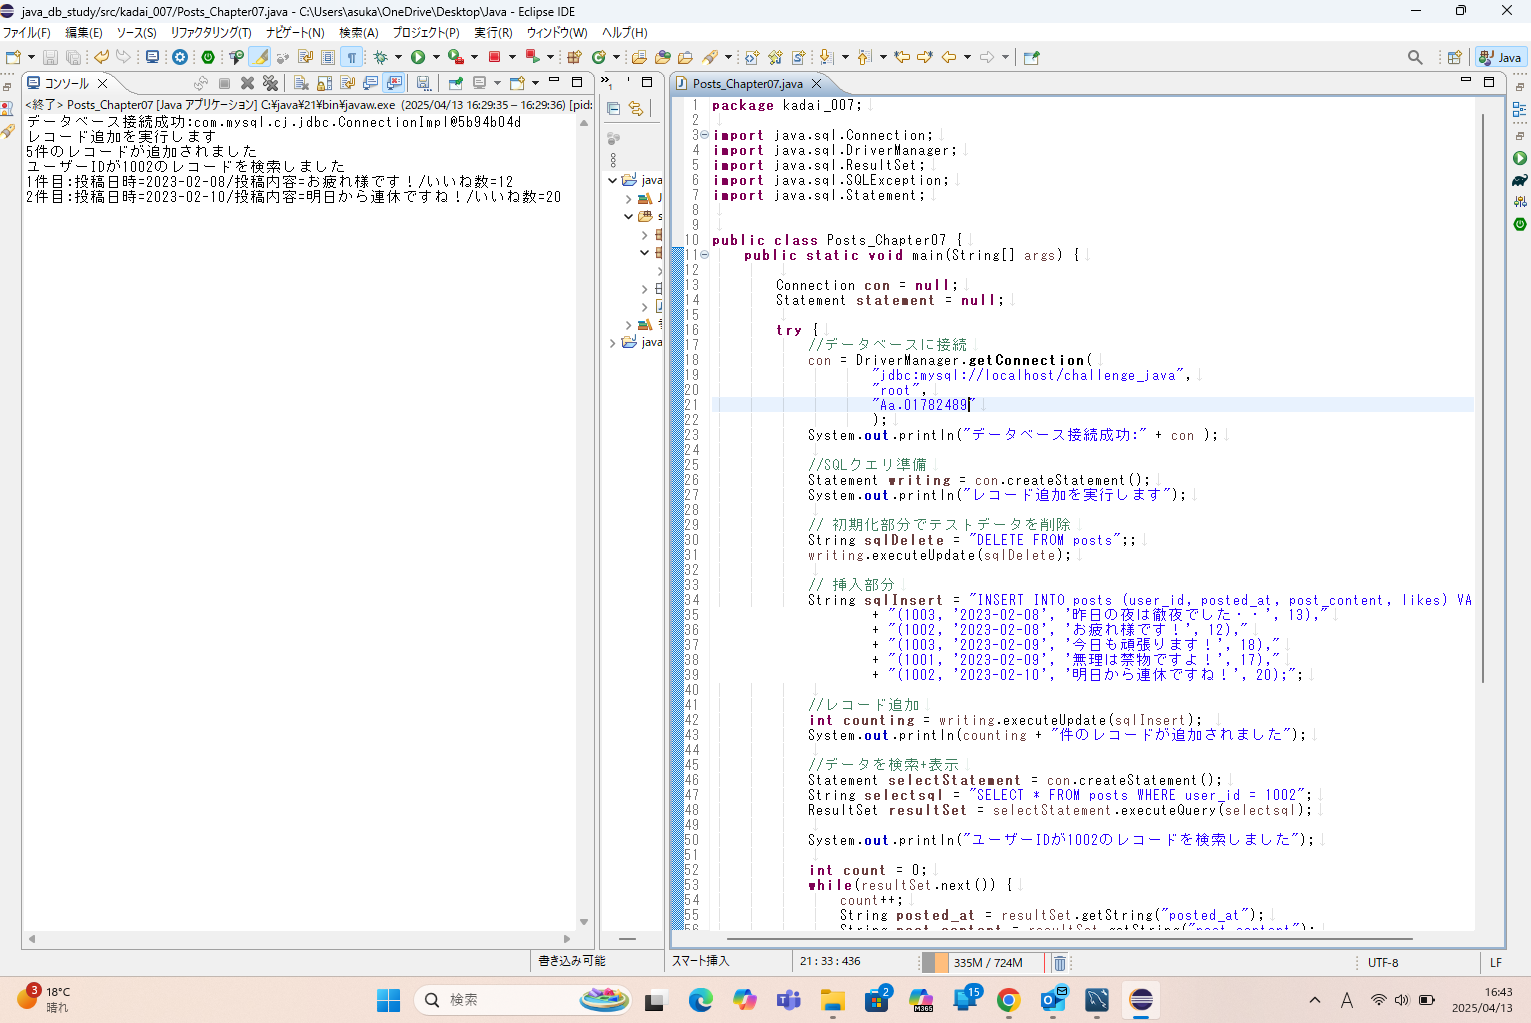 java_db_study/src/kadai_007/Posts_Chapter07.java - C:\Users\asuka\OneDrive\Desktop\Java - Eclipse IDE
ファイル(F) 編集(E) ソース(S) リファクタリング(T) ナビゲート(N) 検索(A) プロジェクト(P) 実行(R) ウィンドウ(W) ヘルプ(H)
Java
コンソール
<終了> Posts_Chapter07 [Java アプリケーション] C:¥java¥21¥bin¥javaw.exe (2025/04/13 16:29:35 – 16:29:36) [pid:
データベース接続成功:com.mysql.cj.jdbc.ConnectionImpl@5b94b04d
レコード追加を実行します
5件のレコードが追加されました
ユーザーIDが1002のレコードを検索しました
1件目:投稿日時=2023-02-08/投稿内容=お疲れ様です！/いいね数=12
2件目:投稿日時=2023-02-10/投稿内容=明日から連休ですね！/いいね数=20
java
java
Posts_Chapter07.java
1 package kadai_007;
2
3 import java.sql.Connection;
4 import java.sql.DriverManager;
5 import java.sql.ResultSet;
6 import java.sql.SQLException;
7 import java.sql.Statement;
8
9
10 public class Posts_Chapter07 {
11 public static void main(String[] args) {
12
13 Connection con = null;
14 Statement statement = null;
15
16 try {
17 //データベースに接続
18 con = DriverManager.getConnection(
19 "jdbc:mysql://localhost/challenge_java",
20 "root",
21 "Aa.01782489"
22 );
23 System.out.println("データベース接続成功:" + con );
24
25 //SQLクエリ準備
26 Statement writing = con.createStatement();
27 System.out.println("レコード追加を実行します");
28
29 // 初期化部分でテストデータを削除
30 String sqlDelete = "DELETE FROM posts";;
31 writing.executeUpdate(sqlDelete);
32
33 // 挿入部分
34 String sqlInsert = "INSERT INTO posts (user_id, posted_at, post_content, likes) VA
35 + "(1003, '2023-02-08', '昨日の夜は徹夜でした・・', 13),"
36 + "(1002, '2023-02-08', 'お疲れ様です！', 12),"
37 + "(1003, '2023-02-09', '今日も頑張ります！', 18),"
38 + "(1001, '2023-02-09', '無理は禁物ですよ！', 17),"
39 + "(1002, '2023-02-10', '明日から連休ですね！', 20);";
40
41 //レコード追加
42 int counting = writing.executeUpdate(sqlInsert);
43 System.out.println(counting + "件のレコードが追加されました");
44
45 //データを検索+表示
46 Statement selectStatement = con.createStatement();
47 String selectsql = "SELECT * FROM posts WHERE user_id = 1002";
48 ResultSet resultSet = selectStatement.executeQuery(selectsql);
49
50 System.out.println("ユーザーIDが1002のレコードを検索しました");
51
52 int count = 0;
53 while(resultSet.next()) {
54 count++;
55 String posted_at = resultSet.getString("posted_at");
書き込み可能 スマート挿入 21 : 33 : 436 335M / 724M UTF-8 LF
3 18°C
晴れ
検索
2
M365
15
A
16:43
2025/04/13